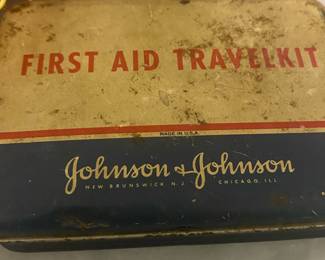 FIRST AID TRAVELKIT
MADE IN U.S.A.
Johnson & Johnson
NEW BRUNSWICK N.J. CHICAGO, ILL.